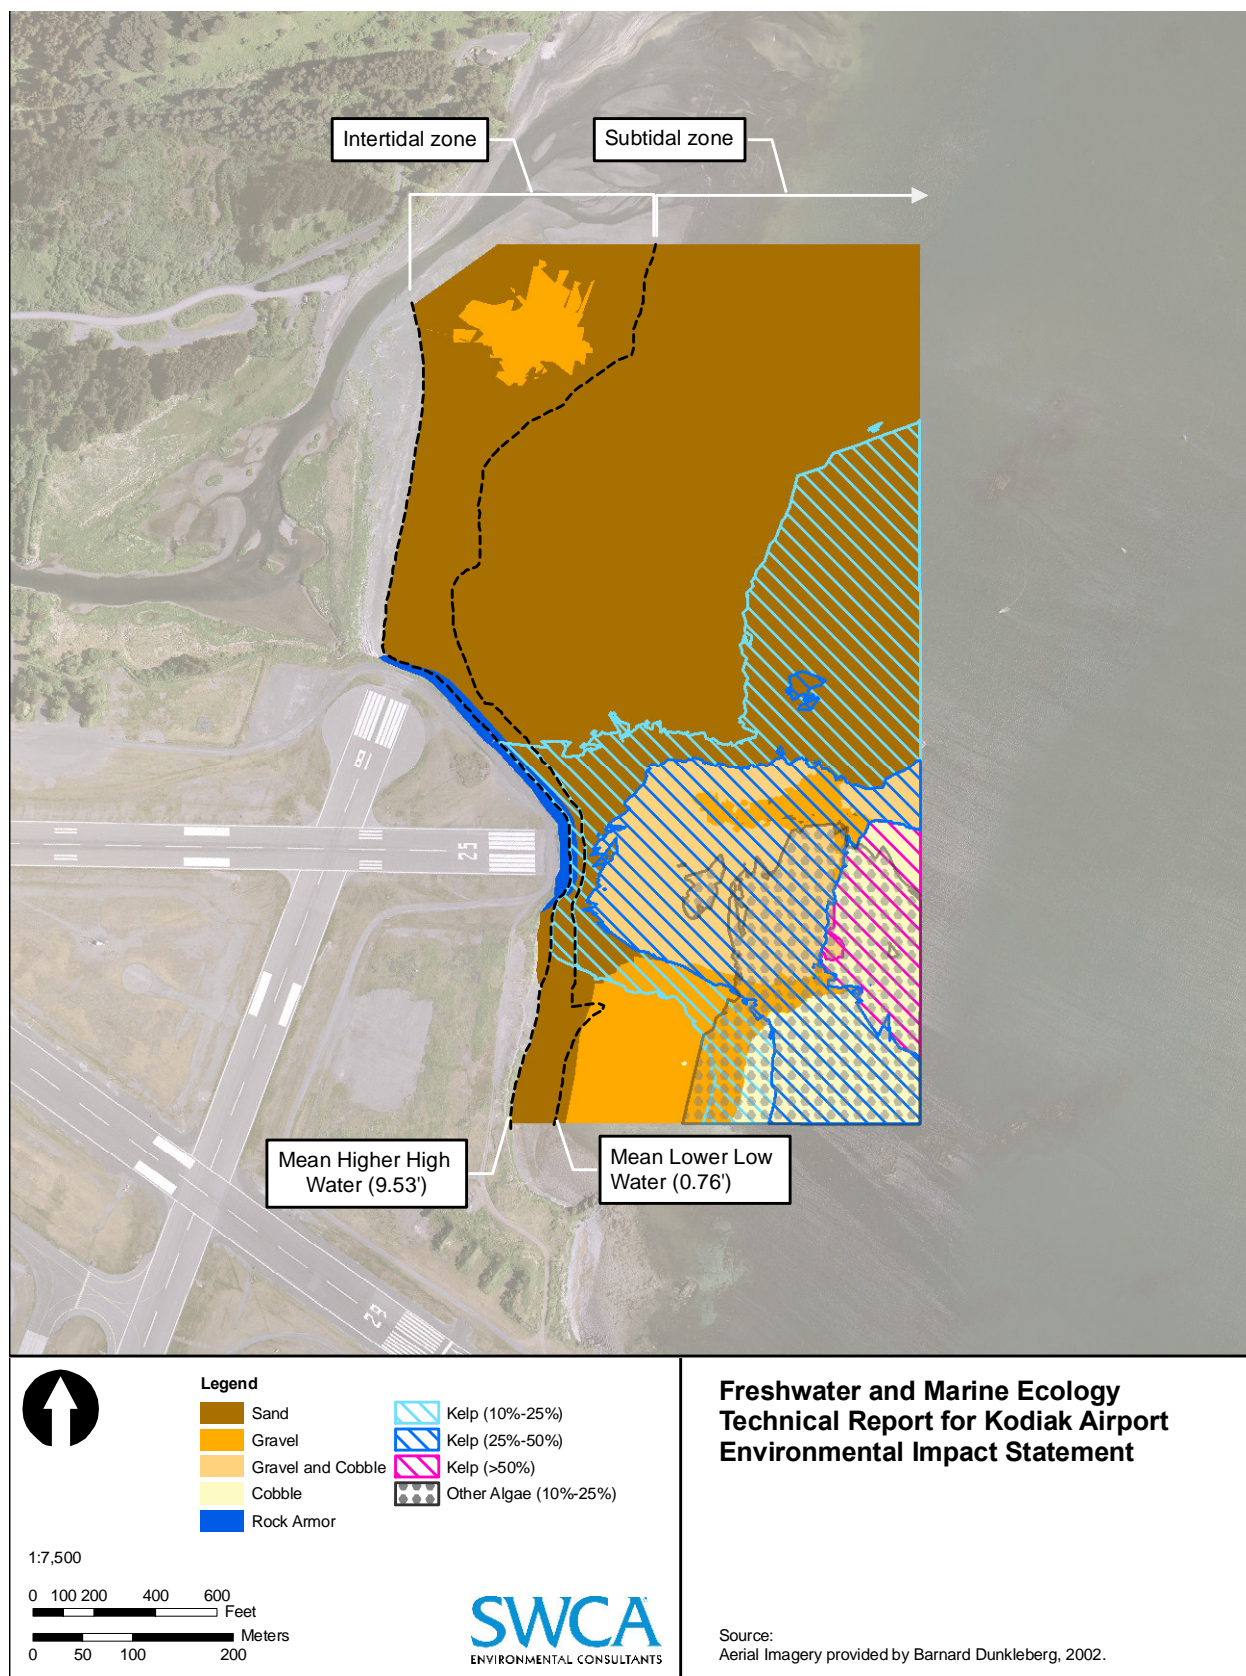 Intertidal zone
Subtidal zone
18
25
Mean Higher High
Water (9.53')
Mean Lower Low
Water (0.76')
29
Legend
Sand
Gravel
Gravel and Cobble
Cobble
Rock Armor
Kelp (10%-25%)
Kelp (25%-50%)
Kelp (>50%)
Other Algae (10%-25%)
1:7,500
0 100 200 400 600
Feet
Meters
0 50 100 200
SWCA
ENVIRONMENTAL CONSULTANTS
Freshwater and Marine Ecology
Technical Report for Kodiak Airport
Environmental Impact Statement
Source:
Aerial Imagery provided by Barnard Dunkleberg, 2002.